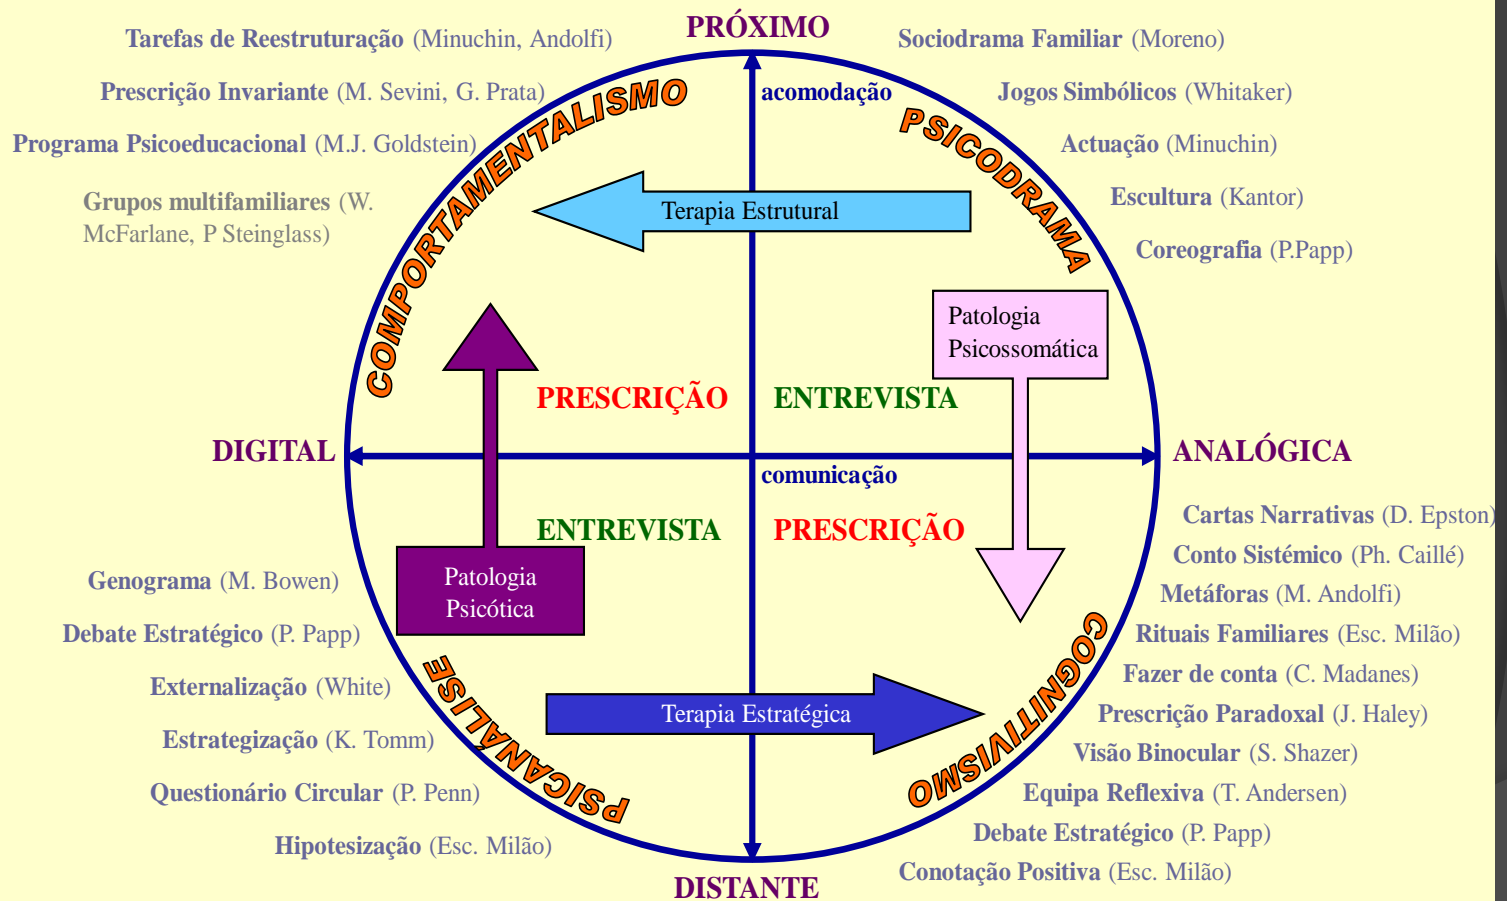 PRÓXIMO
Tarefas de Reestruturação (Minuchin, Andolfi)
Prescrição Invariante (M. Sevini, G. Prata)
Programa Psicoeducacional (M.J. Goldstein)
Grupos multifamiliares (W.
McFarlane, P Steinglass)
Sociodrama Familiar (Moreno)
Jogos Simbólicos (Whitaker)
Actuação (Minuchin)
Escultura (Kantor)
Coreografia (P.Papp)
acomodação
COMPORTAMENTALISMO
PSICODRAMA
Terapia Estrutural
Patologia
Psicossomática
PRESCRIÇÃO
ENTREVISTA
DIGITAL
ANALÓGICA
comunicação
ENTREVISTA
PRESCRIÇÃO
Patologia
Psicótica
Genograma (M. Bowen)
Debate Estratégico (P. Papp)
Externalização (White)
Estrategização (K. Tomm)
Questionário Circular (P. Penn)
Hipotesização (Esc. Milão)
PSICANÁLISE
Terapia Estratégica
COGNITIVISMO
Cartas Narrativas (D. Epston)
Conto Sistémico (Ph. Caillé)
Metáforas (M. Andolfi)
Rituais Familiares (Esc. Milão)
Fazer de conta (C. Madanes)
Prescrição Paradoxal (J. Haley)
Visão Binocular (S. Shazer)
Equipa Reflexiva (T. Andersen)
Debate Estratégico (P. Papp)
Conotação Positiva (Esc. Milão)
DISTANTE